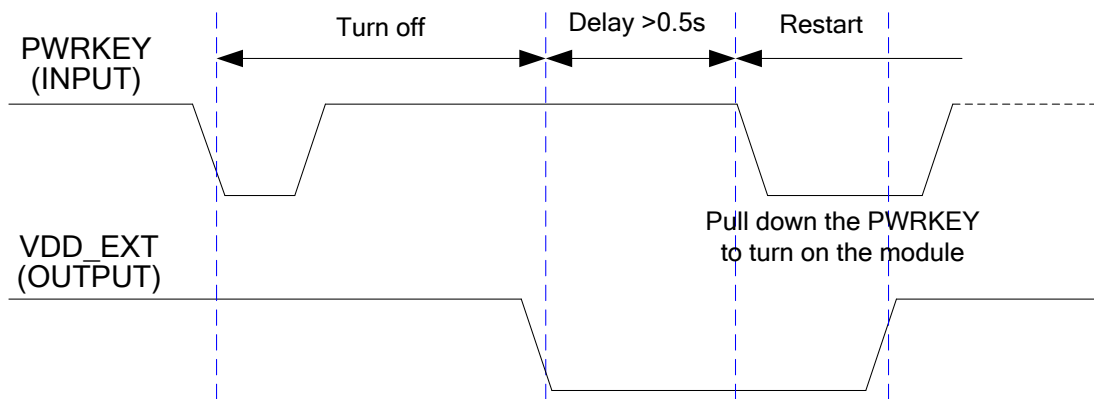 Turn off
Delay >0.5s
Restart
PWRKEY
(INPUT)
Pull down the PWRKEY
to turn on the module
VDD_EXT
(OUTPUT)